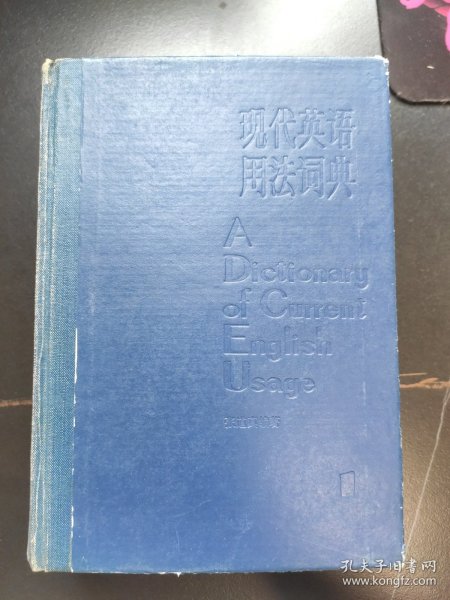 现代英语
用法词典
A
Dictionary
of Current
English
Usage
孔夫子旧书网
www.kongfz.com